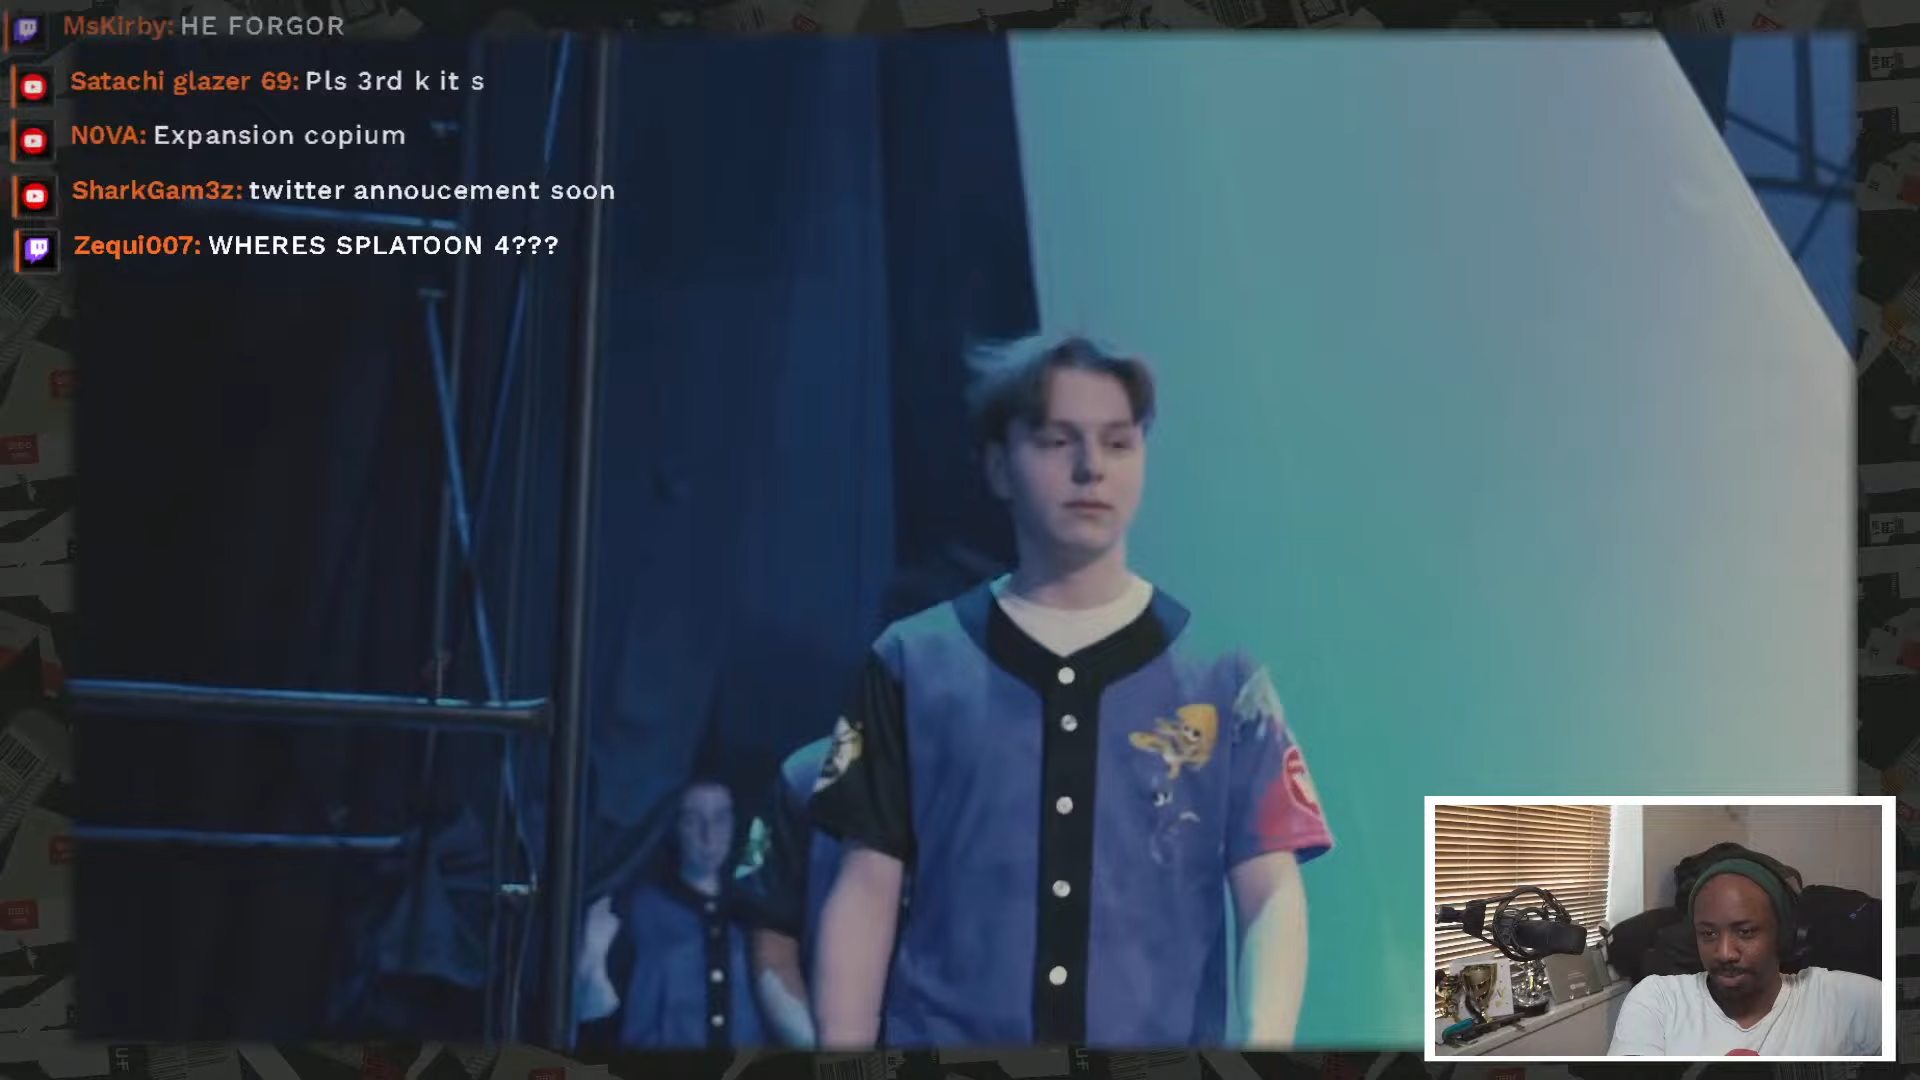 MsKirby: HE FORGOR
Satachi glazer 69: Pls 3rd k it s
N0VA: Expansion copium
SharkGam3z: twitter annoucement soon
Zequi007: WHERES SPLATOON 4???